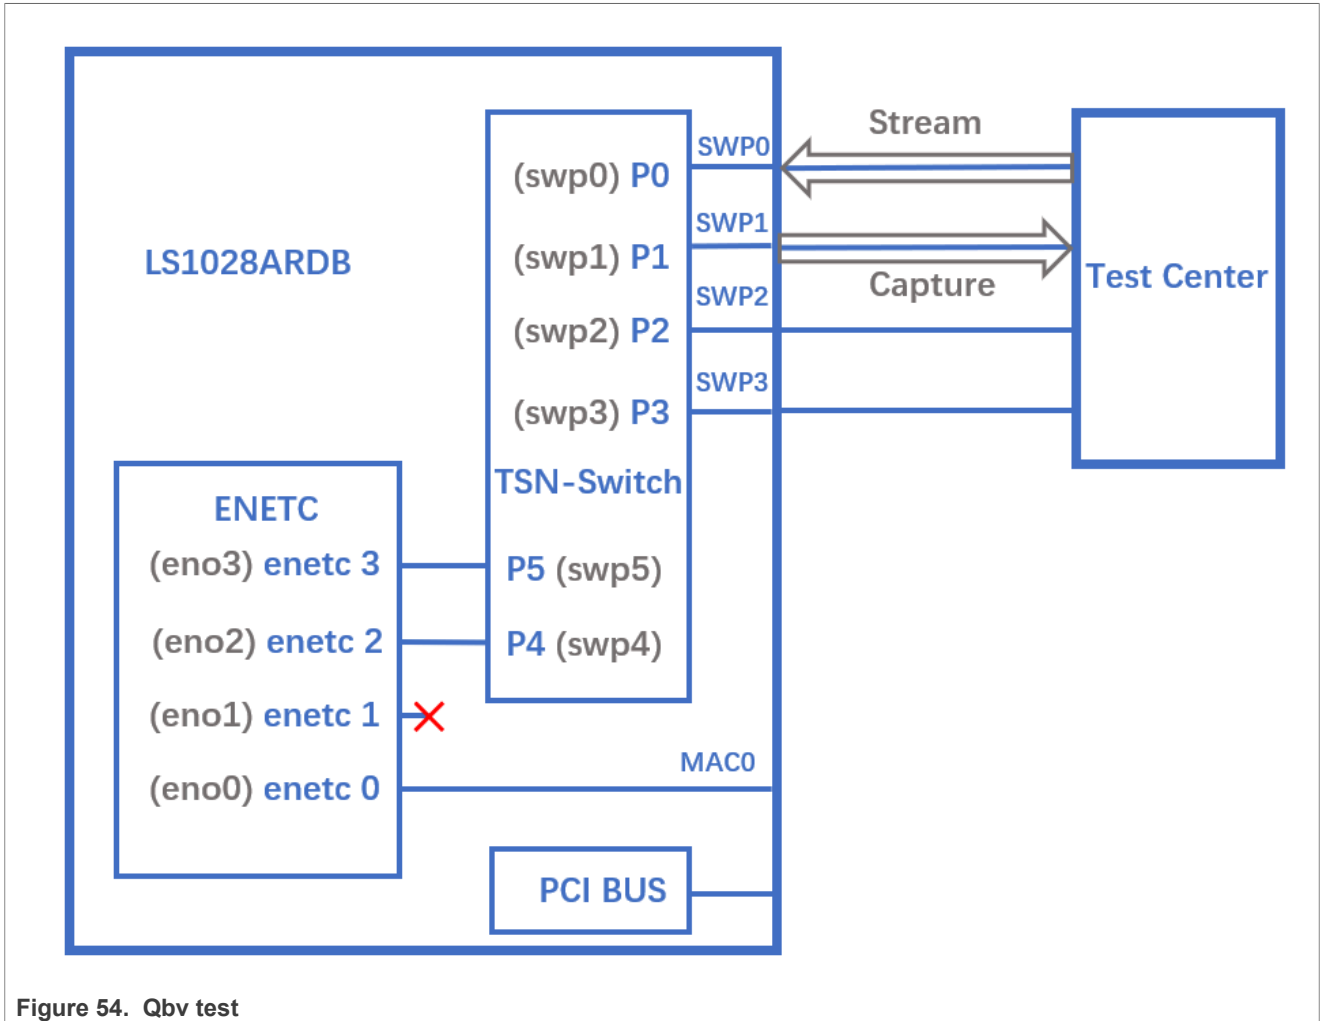 Stream
SWP0
(swp0) P0
SWP1
LS1028ARDB
(swp1) P1
Capture
Test Center
SWP2
(swp2) P2
SWP3
(swp3) P3
TSN-Switch
ENETC
(eno3) enetc 3
P5 (swp5)
(eno2) enetc 2
P4 (swp4)
(eno1) enetc 1
MAC0
(eno0) enetc 0
PCI BUS
Figure 54. Qbv test